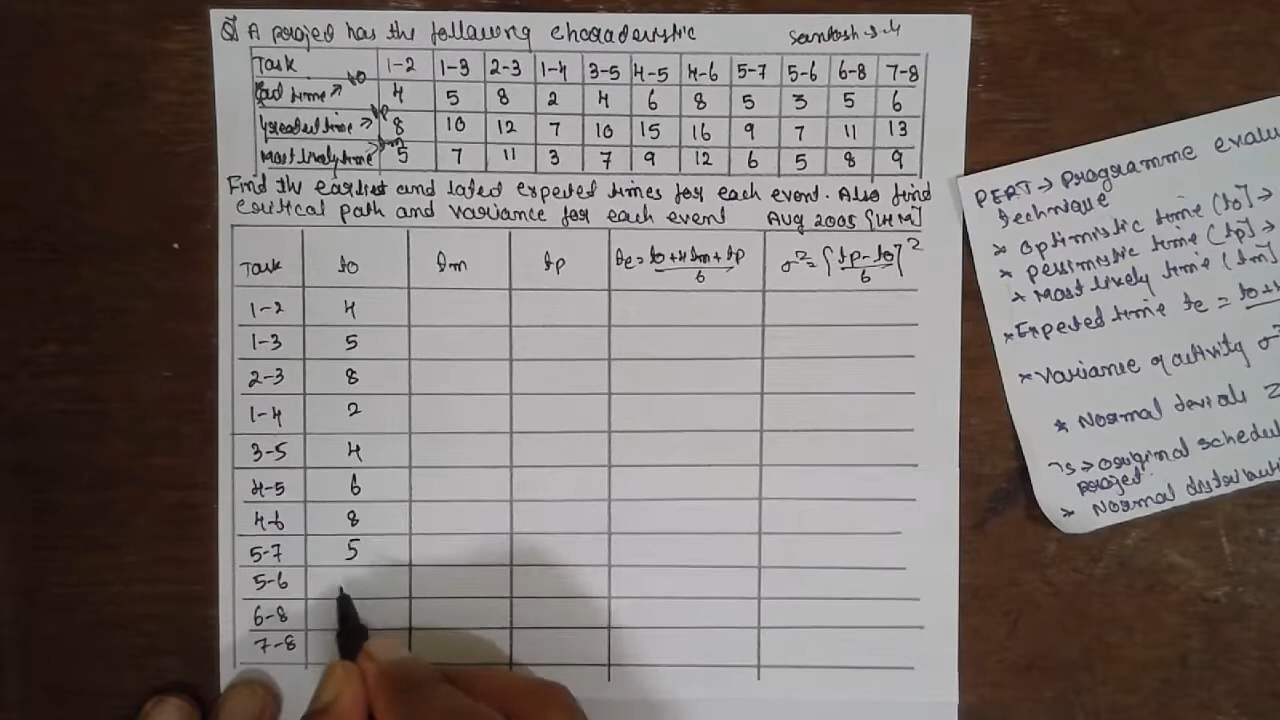 Q] A project has the following characteristic Santosh S.H
Task 1-2 1-3 2-3 1-4 3-5 4-5 4-6 5-7 5-6 6-8 7-8
time → to 4 5 8 2 4 6 8 5 3 5 6
Greatest time → tp 8 10 12 7 10 15 16 9 7 11 13
Most likely time → tm 5 7 11 3 7 9 12 6 5 8 9
Find the earliest and latest expected times for each event. Also find
critical path and variance for each event Aug 2005
Task to tm tp te = to+4tm+tp/6 σ² = [tp-to/6]²
1-2 4
1-3 5
2-3 8
1-4 2
3-5 4
4-5 6
4-6 8
5-7 5
5-6
6-8
7-8
PERT → Programme evalu
technique
* optimistic time (to) →
* pessimistic time (tp) →
* Most likely time (tm)
* Expected time te = to+4
* Variance of activity σ²
* Normal deviate Z
Ts → original schedul
project
* Normal distributi